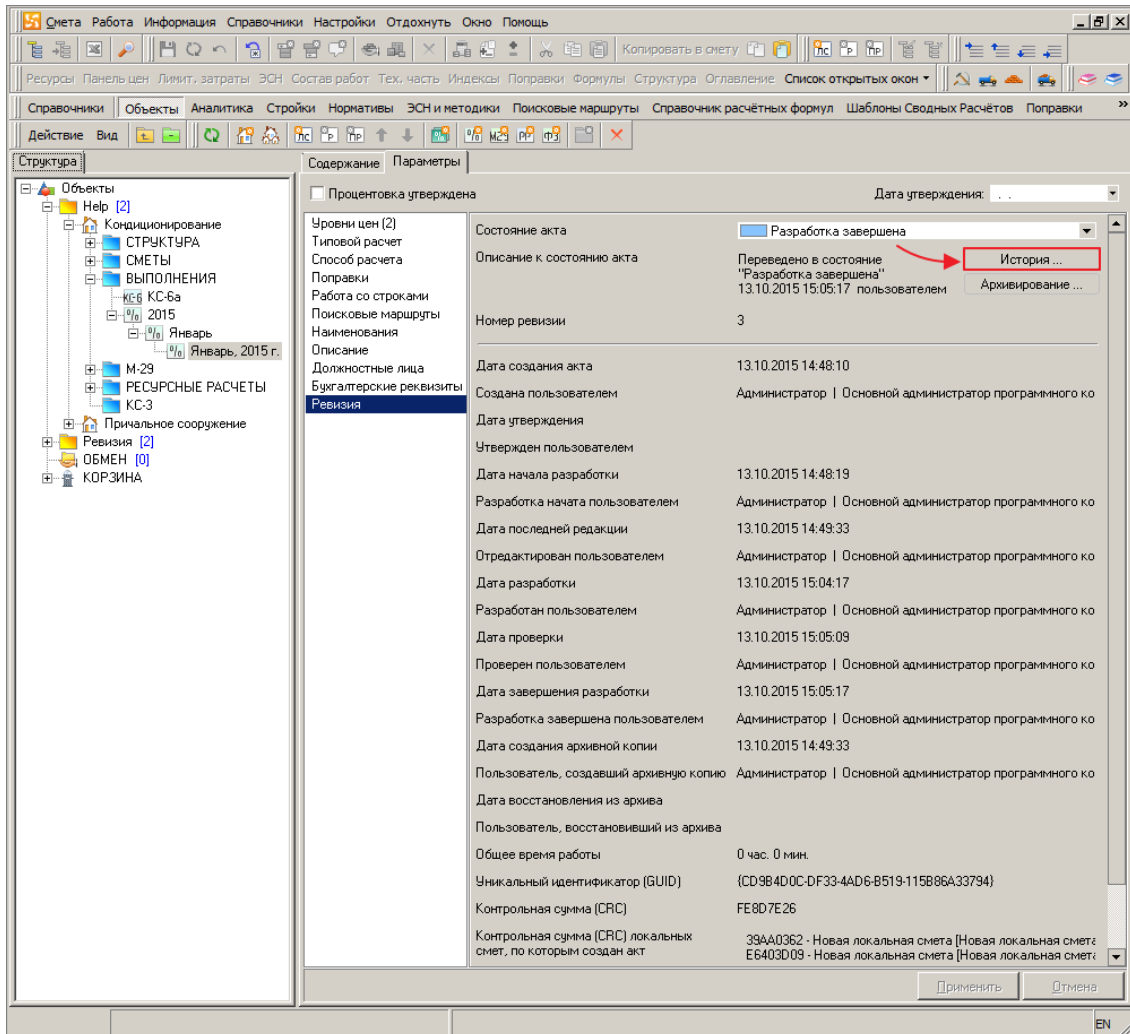 Смета Работа Информация Справочники Настройки Отдохнуть Окно Помощь
Копировать в смету ЛС Р ЛР
Ресурсы Панель цен Лимит. затраты ЭСН Состав работ Тех. часть Индексы Поправки Формулы Структура Оглавление Список открытых окон
Справочники Объекты Аналитика Стройки Нормативы ЭСН и методики Поисковые маршруты Справочник расчётных формул Шаблоны Сводных Расчётов Поправки »
Действие Вид ЛС Р ЛР % М29 РР ФЗ
Структура
Содержание Параметры
Процентовка утверждена
Дата утверждения: . .
Объекты
Help [2]
Кондиционирование
СТРУКТУРА
СМЕТЫ
ВЫПОЛНЕНИЯ
КС-6 КС-6а
% 2015
% Январь
% Январь, 2015 г.
М-29
РЕСУРСНЫЕ РАСЧЕТЫ
КС-3
Причальное сооружение
Ревизия [2]
ОБМЕН [0]
КОРЗИНА
Уровни цен (2)
Типовой расчет
Способ расчета
Поправки
Работа со строками
Поисковые маршруты
Наименования
Описание
Должностные лица
Бухгалтерские реквизиты
Ревизия
Состояние акта Разработка завершена
Описание к состоянию акта Переведено в состояние
"Разработка завершена"
13.10.2015 15:05:17 пользователем
История ...
Архивирование ...
Номер ревизии 3
Дата создания акта 13.10.2015 14:48:10
Создана пользователем Администратор | Основной администратор программного ко
Дата утверждения
Утвержден пользователем
Дата начала разработки 13.10.2015 14:48:19
Разработка начата пользователем Администратор | Основной администратор программного ко
Дата последней редакции 13.10.2015 14:49:33
Отредактирован пользователем Администратор | Основной администратор программного ко
Дата разработки 13.10.2015 15:04:17
Разработан пользователем Администратор | Основной администратор программного ко
Дата проверки 13.10.2015 15:05:09
Проверен пользователем Администратор | Основной администратор программного ко
Дата завершения разработки 13.10.2015 15:05:17
Разработка завершена пользователем Администратор | Основной администратор программного ко
Дата создания архивной копии 13.10.2015 14:49:33
Пользователь, создавший архивную копию Администратор | Основной администратор программного ко
Дата восстановления из архива
Пользователь, восстановивший из архива
Общее время работы 0 час. 0 мин.
Уникальный идентификатор (GUID) {CD9B4D0C-DF33-4AD6-B519-115B86A33794}
Контрольная сумма (CRC) FE8D7E26
Контрольная сумма (CRC) локальных
смет, по которым создан акт
39AA0362 - Новая локальная смета [Новая локальная смета
E6403D09 - Новая локальная смета [Новая локальная смета
Применить Отмена
EN